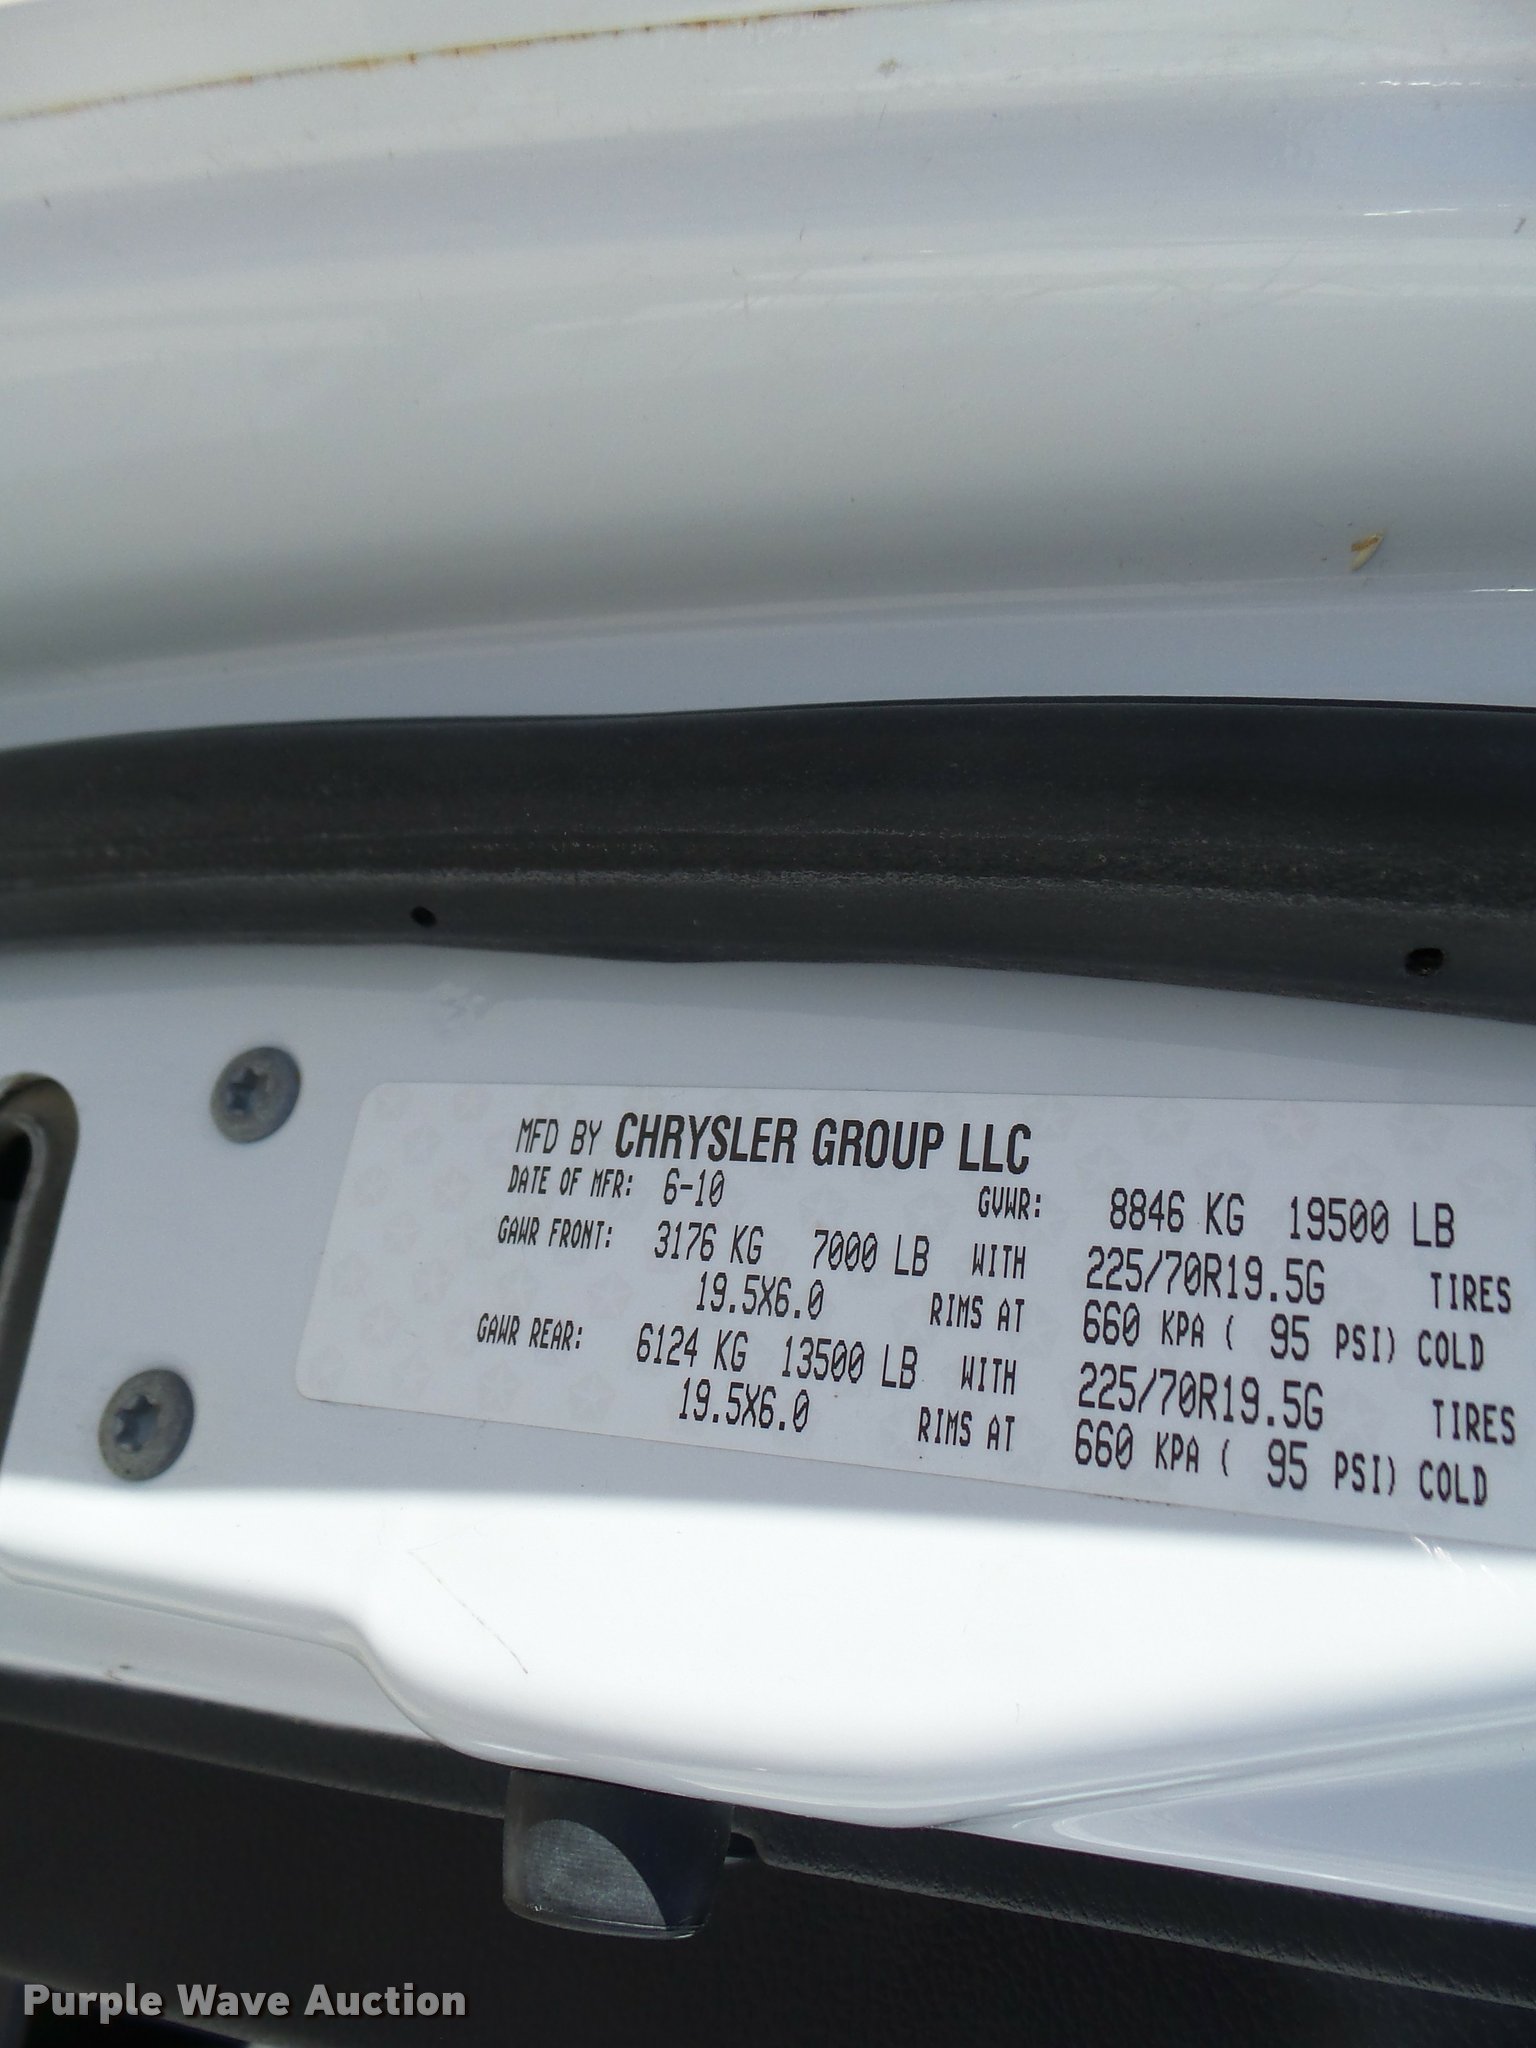 MFD BY CHRYSLER GROUP LLC
DATE OF MFR: 6-10 GVWR: 8846 KG 19500 LB
GAWR FRONT: 3176 KG 7000 LB WITH 225/70R19.5G TIRES
19.5X6.0 RIMS AT 660 KPA ( 95 PSI) COLD
GAWR REAR: 6124 KG 13500 LB WITH 225/70R19.5G TIRES
19.5X6.0 RIMS AT 660 KPA ( 95 PSI) COLD
Purple Wave Auction